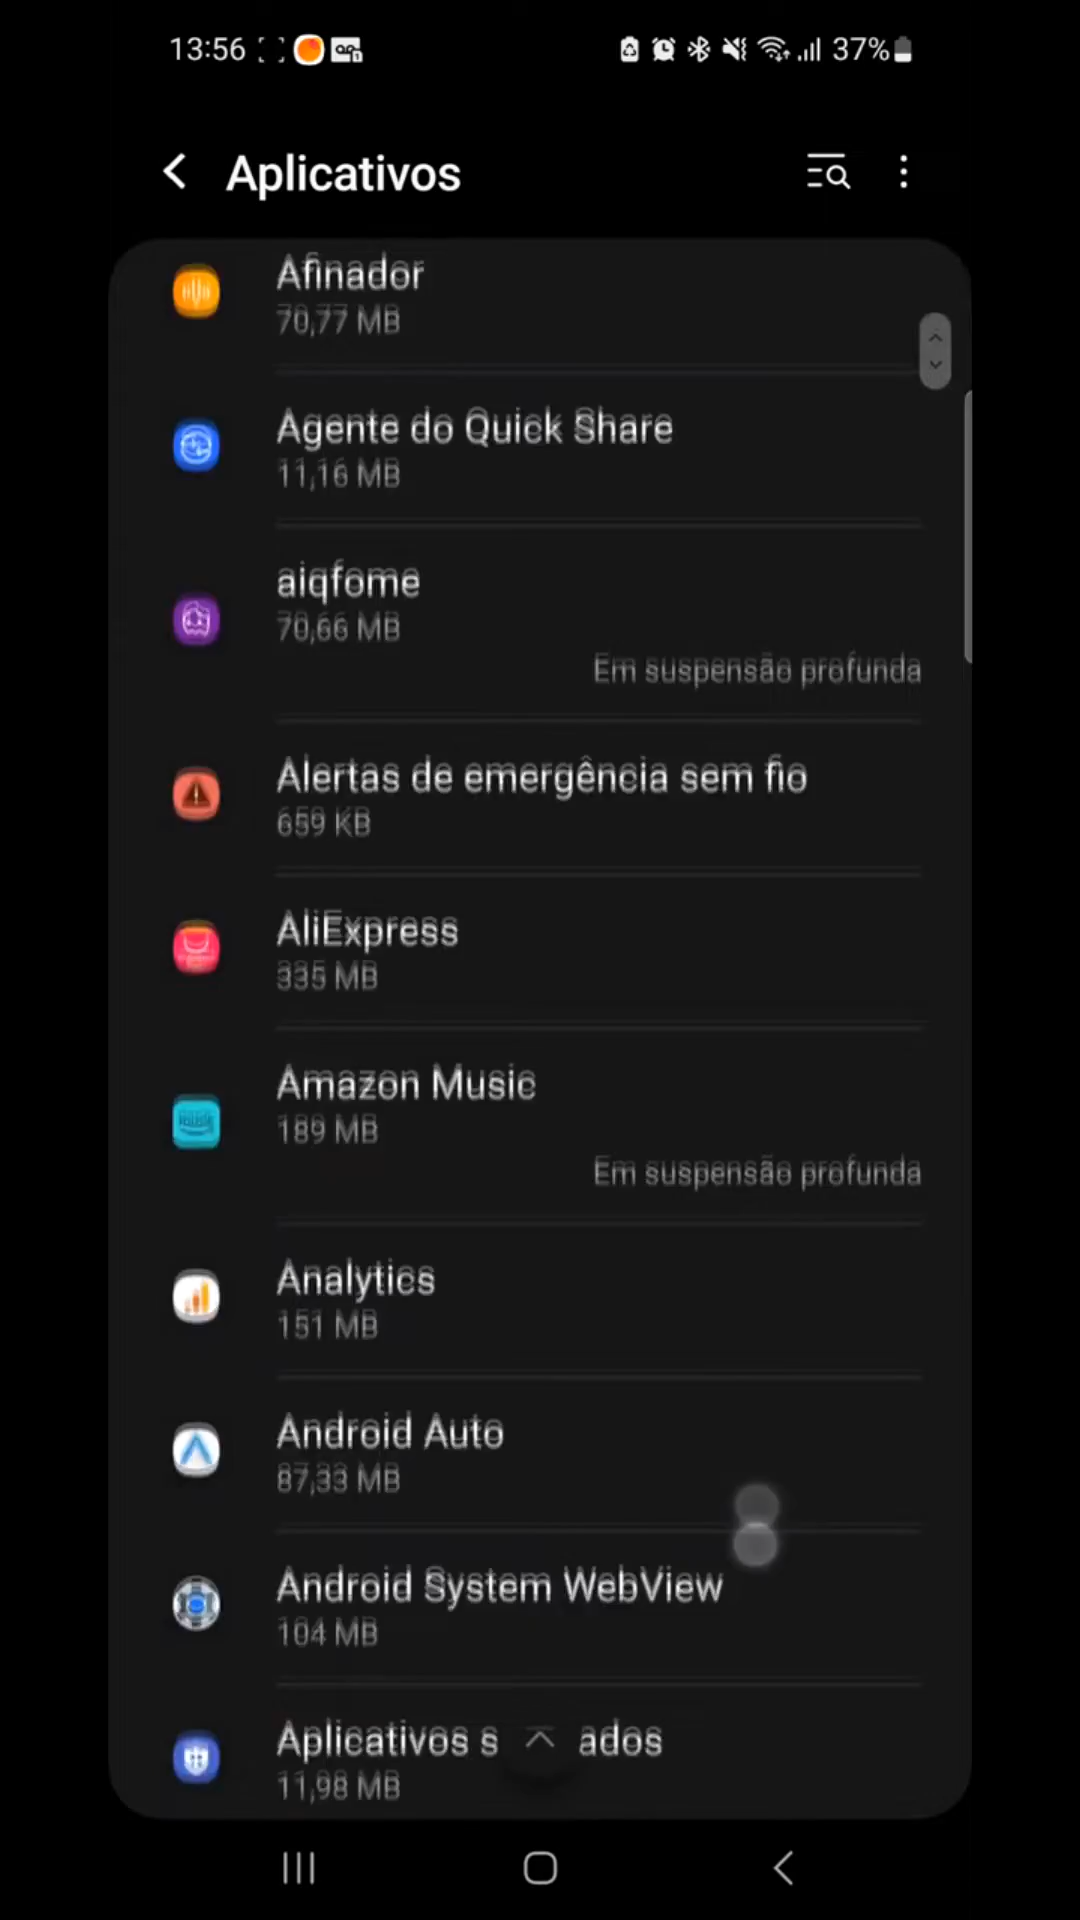 13:56
37%
Aplicativos
Afinador
70,77 MB
Agente do Quick Share
11,16 MB
aiqfome
70,66 MB
Em suspensão profunda
Alertas de emergência sem fio
659 KB
AliExpress
335 MB
Amazon Music
189 MB
Em suspensão profunda
Analytics
151 MB
Android Auto
87,33 MB
Android System WebView
104 MB
Aplicativos s ados
11,98 MB